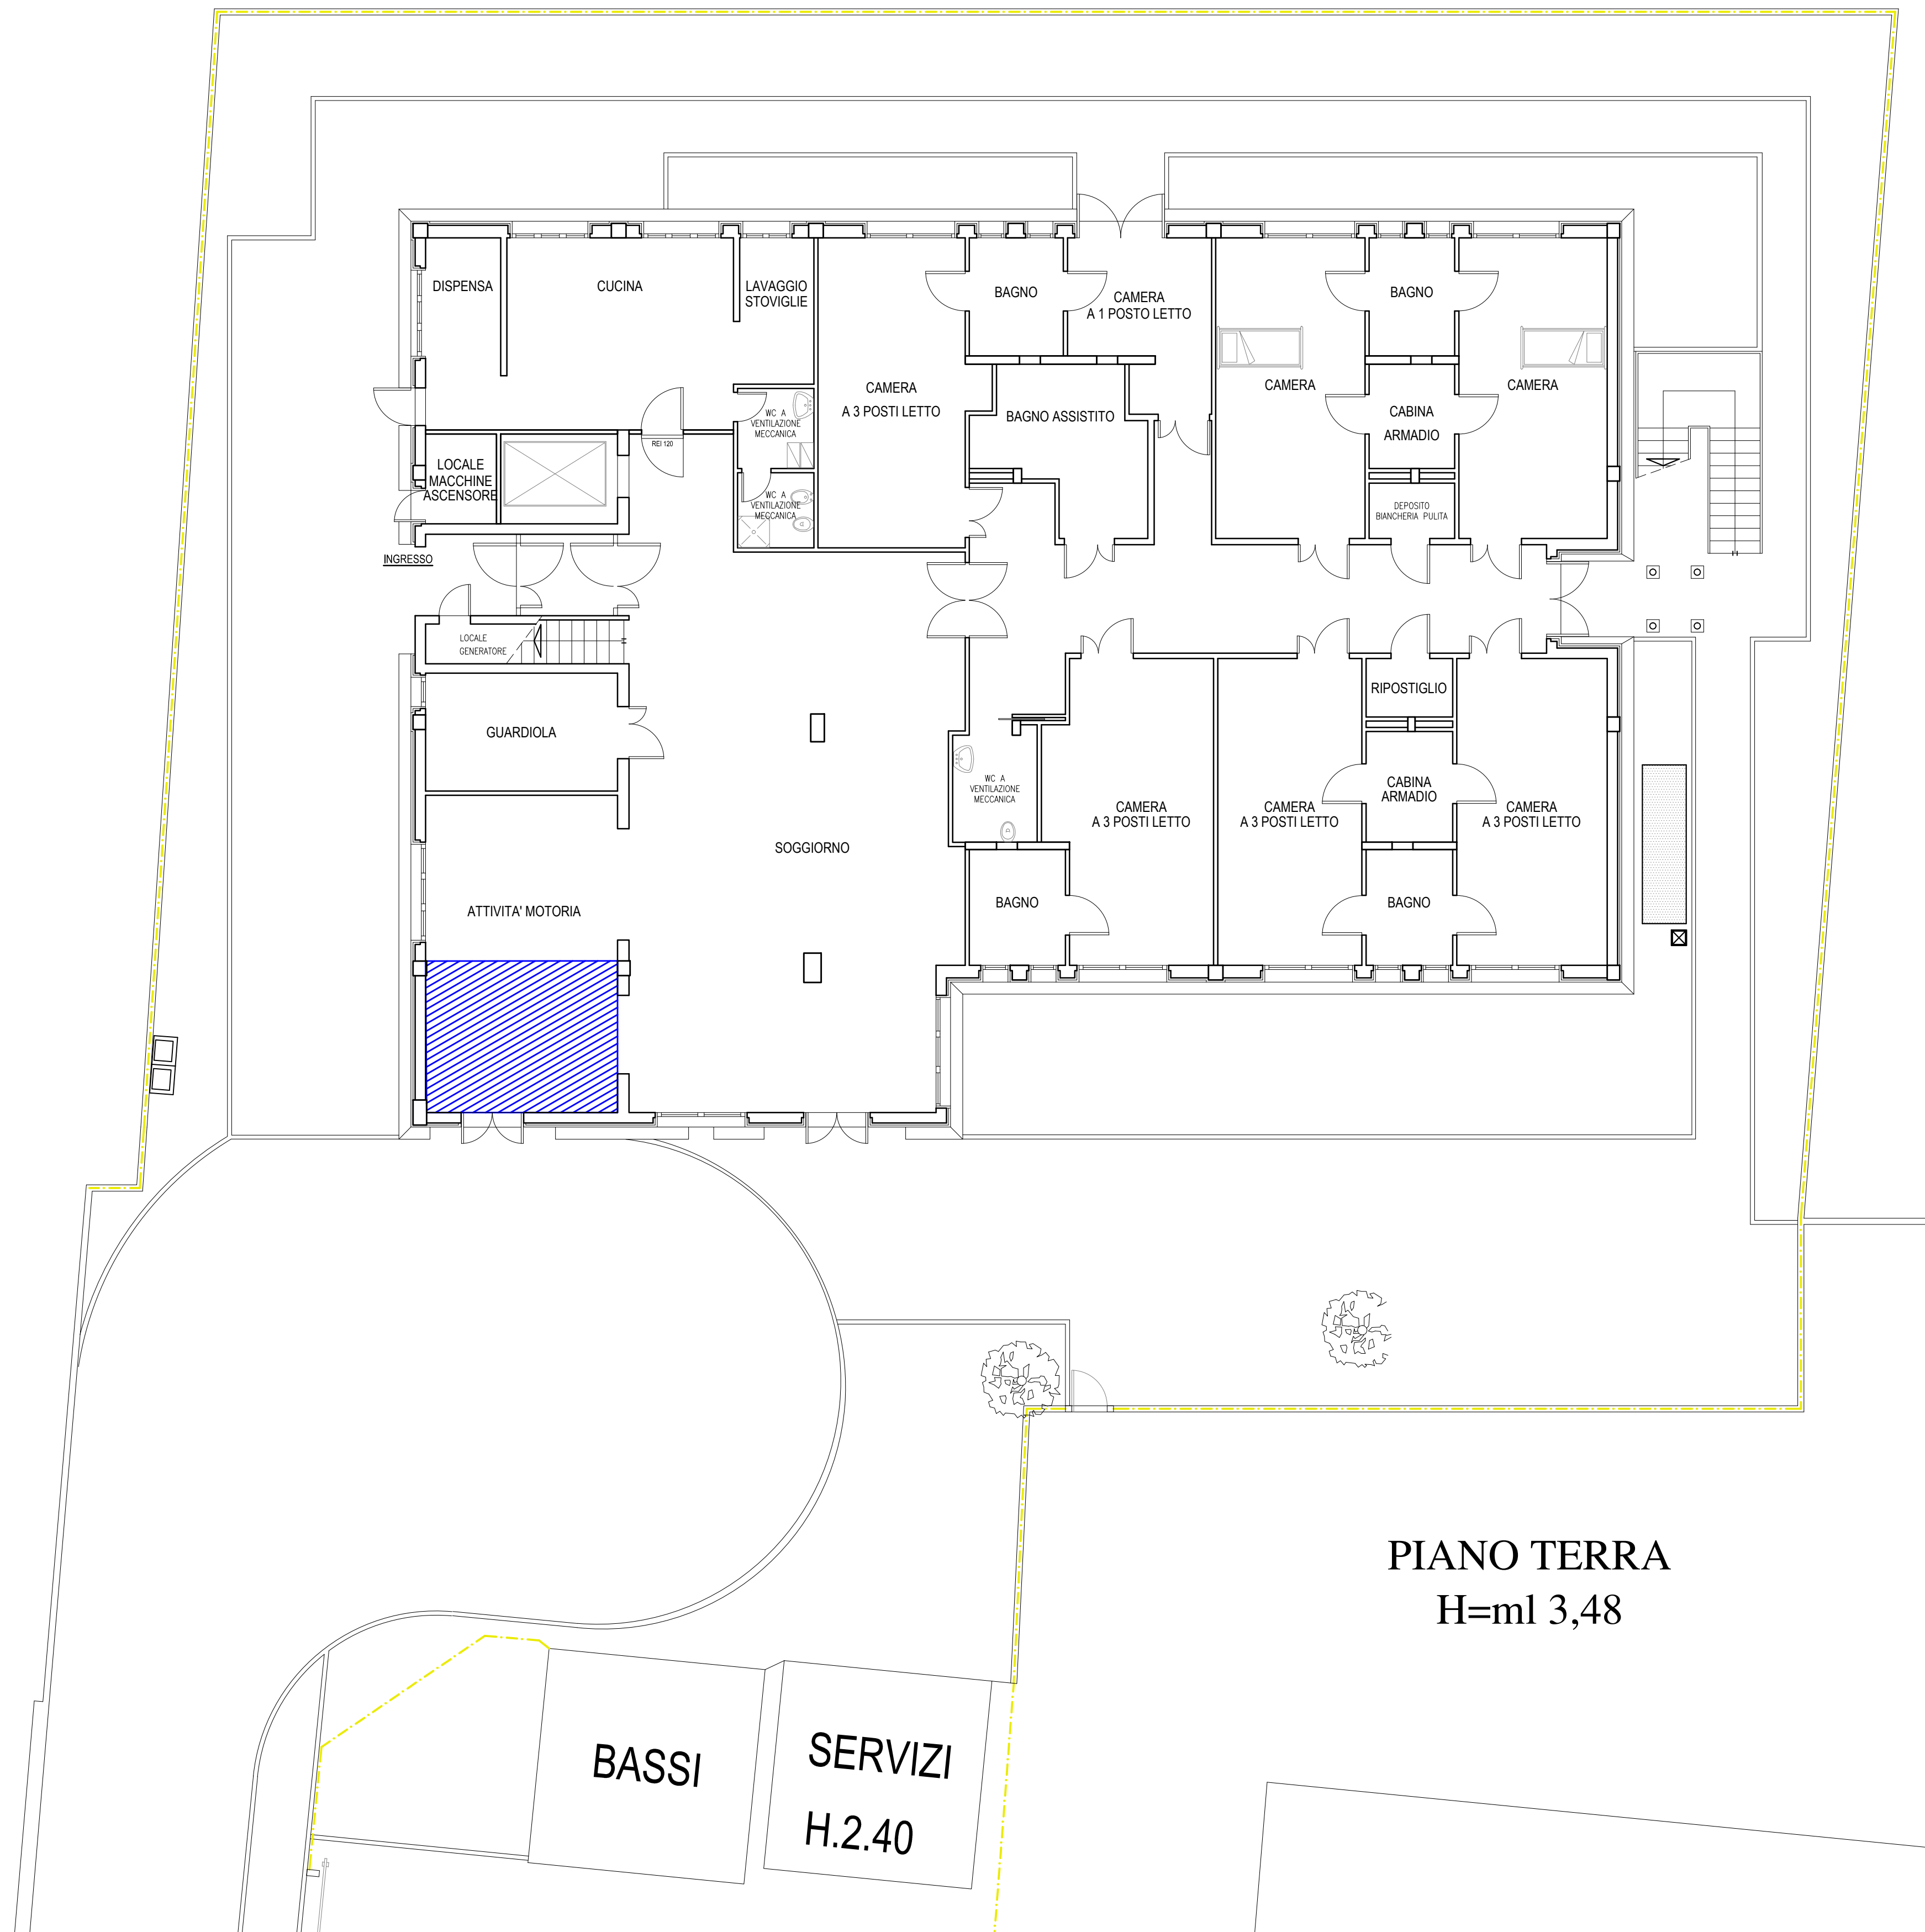 DISPENSA
CUCINA
LAVAGGIO
STOVIGLIE
BAGNO
CAMERA
A 1 POSTO LETTO
BAGNO
CAMERA
A 3 POSTI LETTO
CAMERA
CAMERA
WC A
VENTILAZIONE
MECCANICA
BAGNO ASSISTITO
CABINA
ARMADIO
REI 120
LOCALE
MACCHINE
ASCENSORE
WC A
VENTILAZIONE
MECCANICA
DEPOSITO
BIANCHERIA PULITA
INGRESSO
LOCALE
GENERATORE
RIPOSTIGLIO
GUARDIOLA
WC A
VENTILAZIONE
MECCANICA
CABINA
ARMADIO
CAMERA
A 3 POSTI LETTO
CAMERA
A 3 POSTI LETTO
CAMERA
A 3 POSTI LETTO
SOGGIORNO
ATTIVITA' MOTORIA
BAGNO
BAGNO
PIANO TERRA
H=ml 3,48
BASSI
SERVIZI
H.2.40